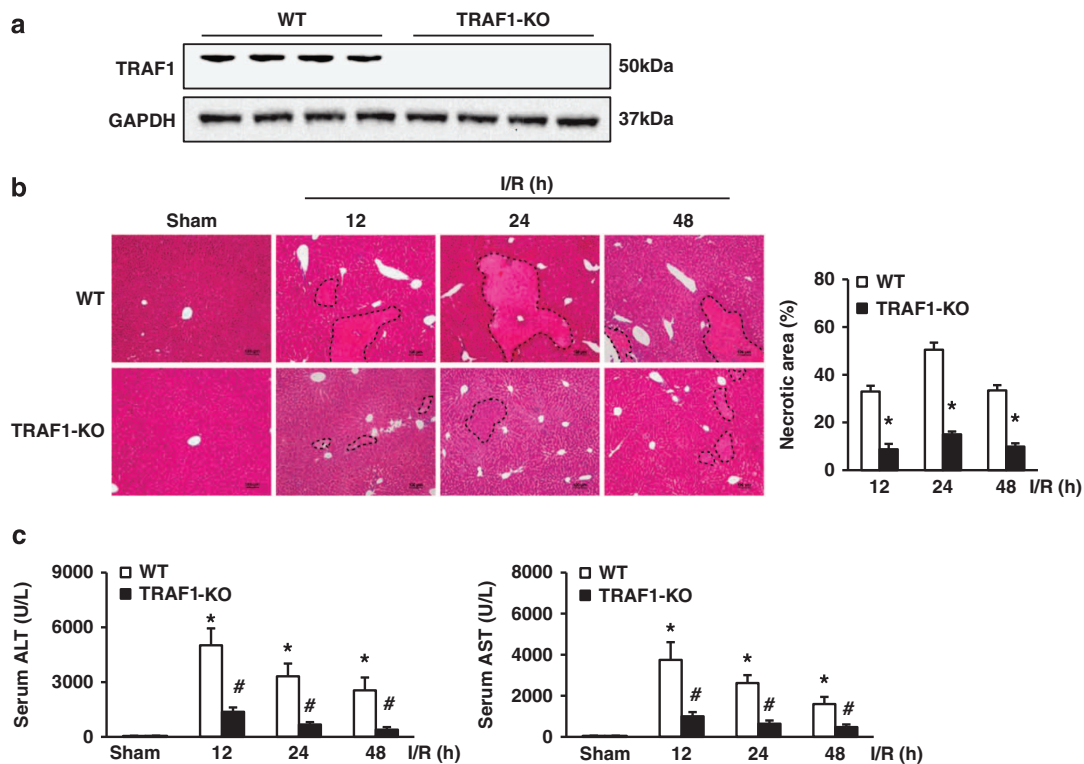 a
WT TRAF1-KO
TRAF1 50kDa
GAPDH 37kDa
b
I/R (h)
Sham 12 24 48
WT
TRAF1-KO
80
60
40
20
0
Necrotic area (%)
WT
TRAF1-KO
* * *
12 24 48 I/R (h)
c
9000
6000
3000
0
Serum ALT (U/L)
WT
TRAF1-KO
* * *
# # #
Sham 12 24 48 I/R (h)
8000
6000
4000
2000
0
Serum AST (U/L)
WT
TRAF1-KO
* * *
# # #
Sham 12 24 48 I/R (h)